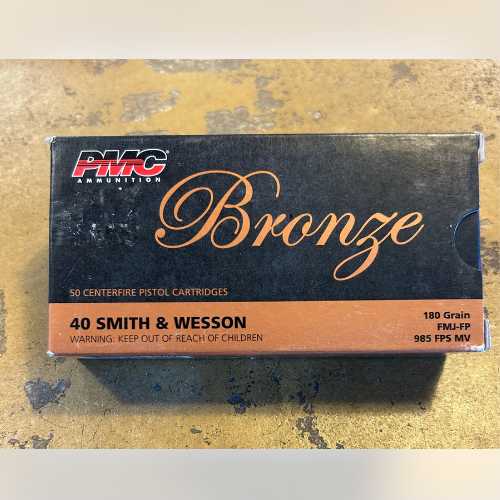 PMC®
AMMUNITION
Bronze
50 CENTERFIRE PISTOL CARTRIDGES
40 SMITH & WESSON
WARNING: KEEP OUT OF REACH OF CHILDREN
180 Grain
FMJ-FP
985 FPS MV